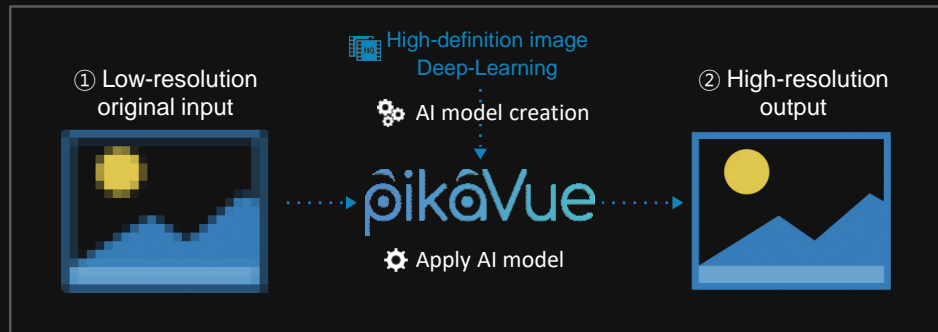 ① Low-resolution
original input
HQ
High-definition image
Deep-Learning
AI model creation
pikaVue
Apply AI model
② High-resolution
output